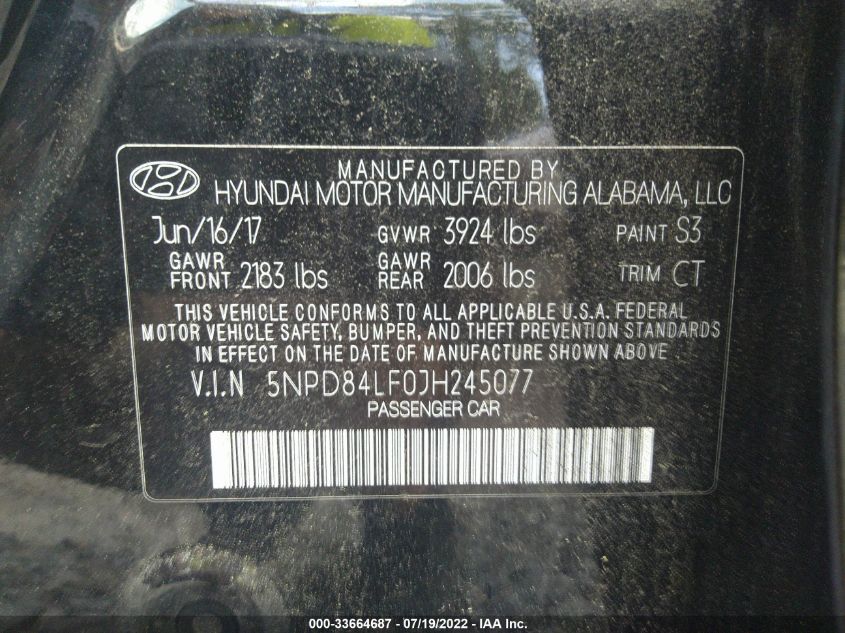 MANUFACTURED BY
HYUNDAI MOTOR MANUFACTURING ALABAMA, LLC
Jun/16/17 GVWR 3924 lbs PAINT S3
GAWR FRONT 2183 lbs GAWR REAR 2006 lbs TRIM CT
THIS VEHICLE CONFORMS TO ALL APPLICABLE U.S.A. FEDERAL
MOTOR VEHICLE SAFETY, BUMPER, AND THEFT PREVENTION STANDARDS
IN EFFECT ON THE DATE OF MANUFACTURE SHOWN ABOVE.
V.I.N 5NPD84LF0JH245077
PASSENGER CAR
000-33664687 - 07/19/2022 - IAA Inc.